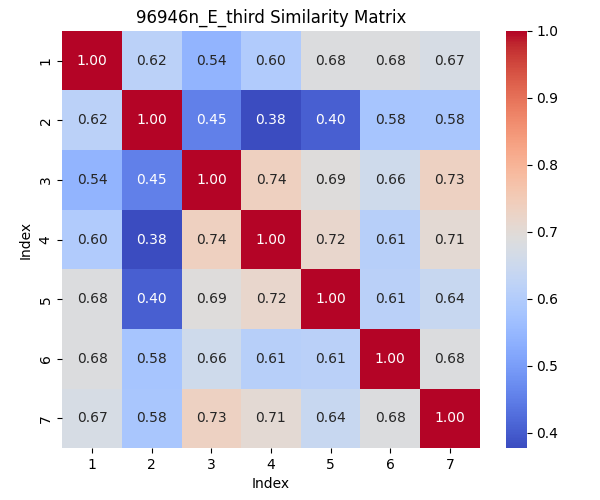 96946n_E_third Similarity Matrix
1 1.00 0.62 0.54 0.60 0.68 0.68 0.67
2 0.62 1.00 0.45 0.38 0.40 0.58 0.58
3 0.54 0.45 1.00 0.74 0.69 0.66 0.73
4 0.60 0.38 0.74 1.00 0.72 0.61 0.71
5 0.68 0.40 0.69 0.72 1.00 0.61 0.64
6 0.68 0.58 0.66 0.61 0.61 1.00 0.68
7 0.67 0.58 0.73 0.71 0.64 0.68 1.00
1 2 3 4 5 6 7
Index
Index
1.0
0.9
0.8
0.7
0.6
0.5
0.4